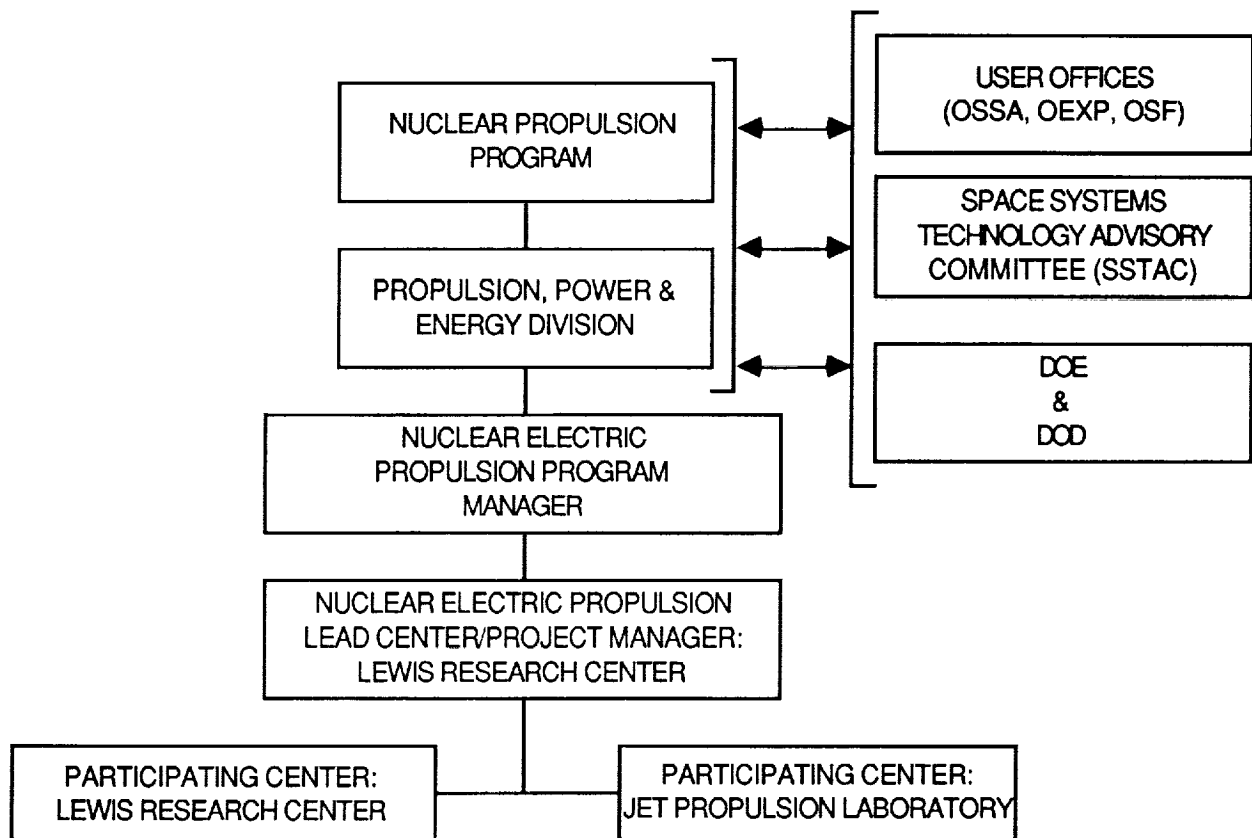 NUCLEAR PROPULSION
PROGRAM
PROPULSION, POWER &
ENERGY DIVISION
NUCLEAR ELECTRIC
PROPULSION PROGRAM
MANAGER
NUCLEAR ELECTRIC PROPULSION
LEAD CENTER/PROJECT MANAGER:
LEWIS RESEARCH CENTER
PARTICIPATING CENTER:
LEWIS RESEARCH CENTER
PARTICIPATING CENTER:
JET PROPULSION LABORATORY
USER OFFICES
(OSSA, OEXP, OSF)
SPACE SYSTEMS
TECHNOLOGY ADVISORY
COMMITTEE (SSTAC)
DOE
&
DOD